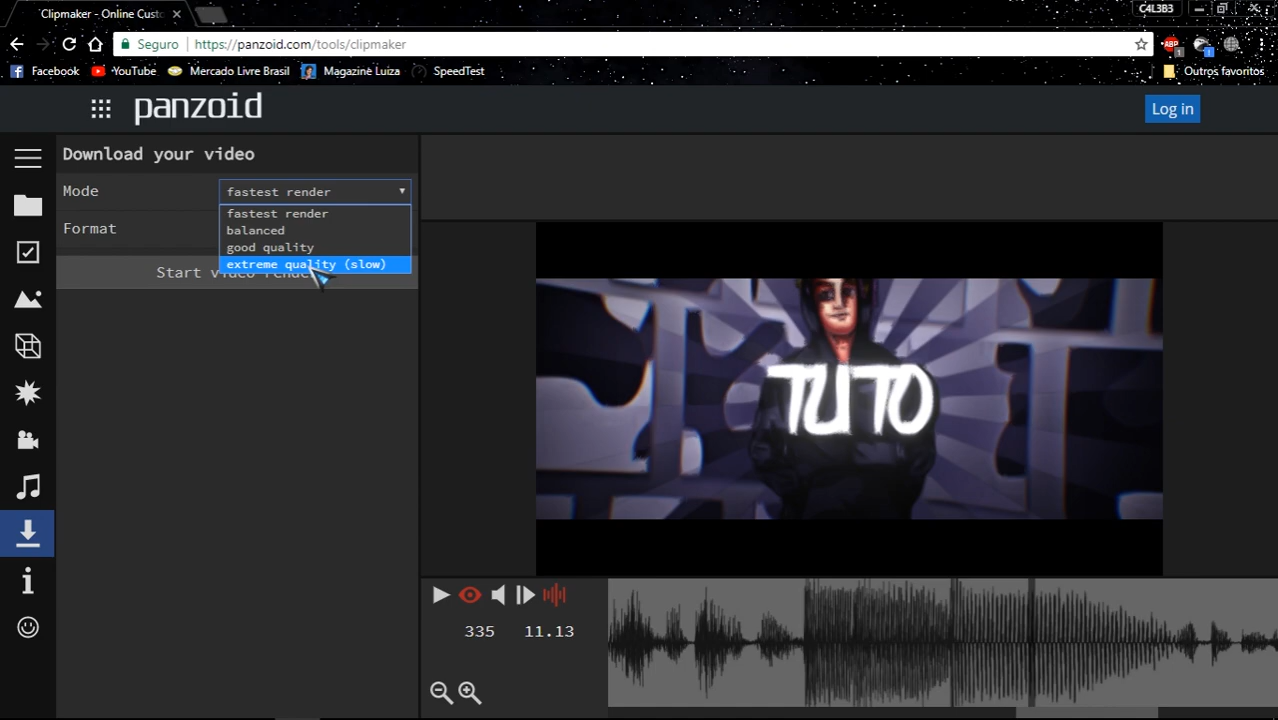 Clipmaker - Online Custo
C4L3B3
Seguro https://panzoid.com/tools/clipmaker
ABP
1
Facebook YouTube Mercado Livre Brasil Magazine Luiza SpeedTest Outros favoritos
panzoid
Log in
Download your video
Mode fastest render
fastest render
balanced
Format
good quality
extreme quality (slow)
Start video render
TUTO
335 11.13